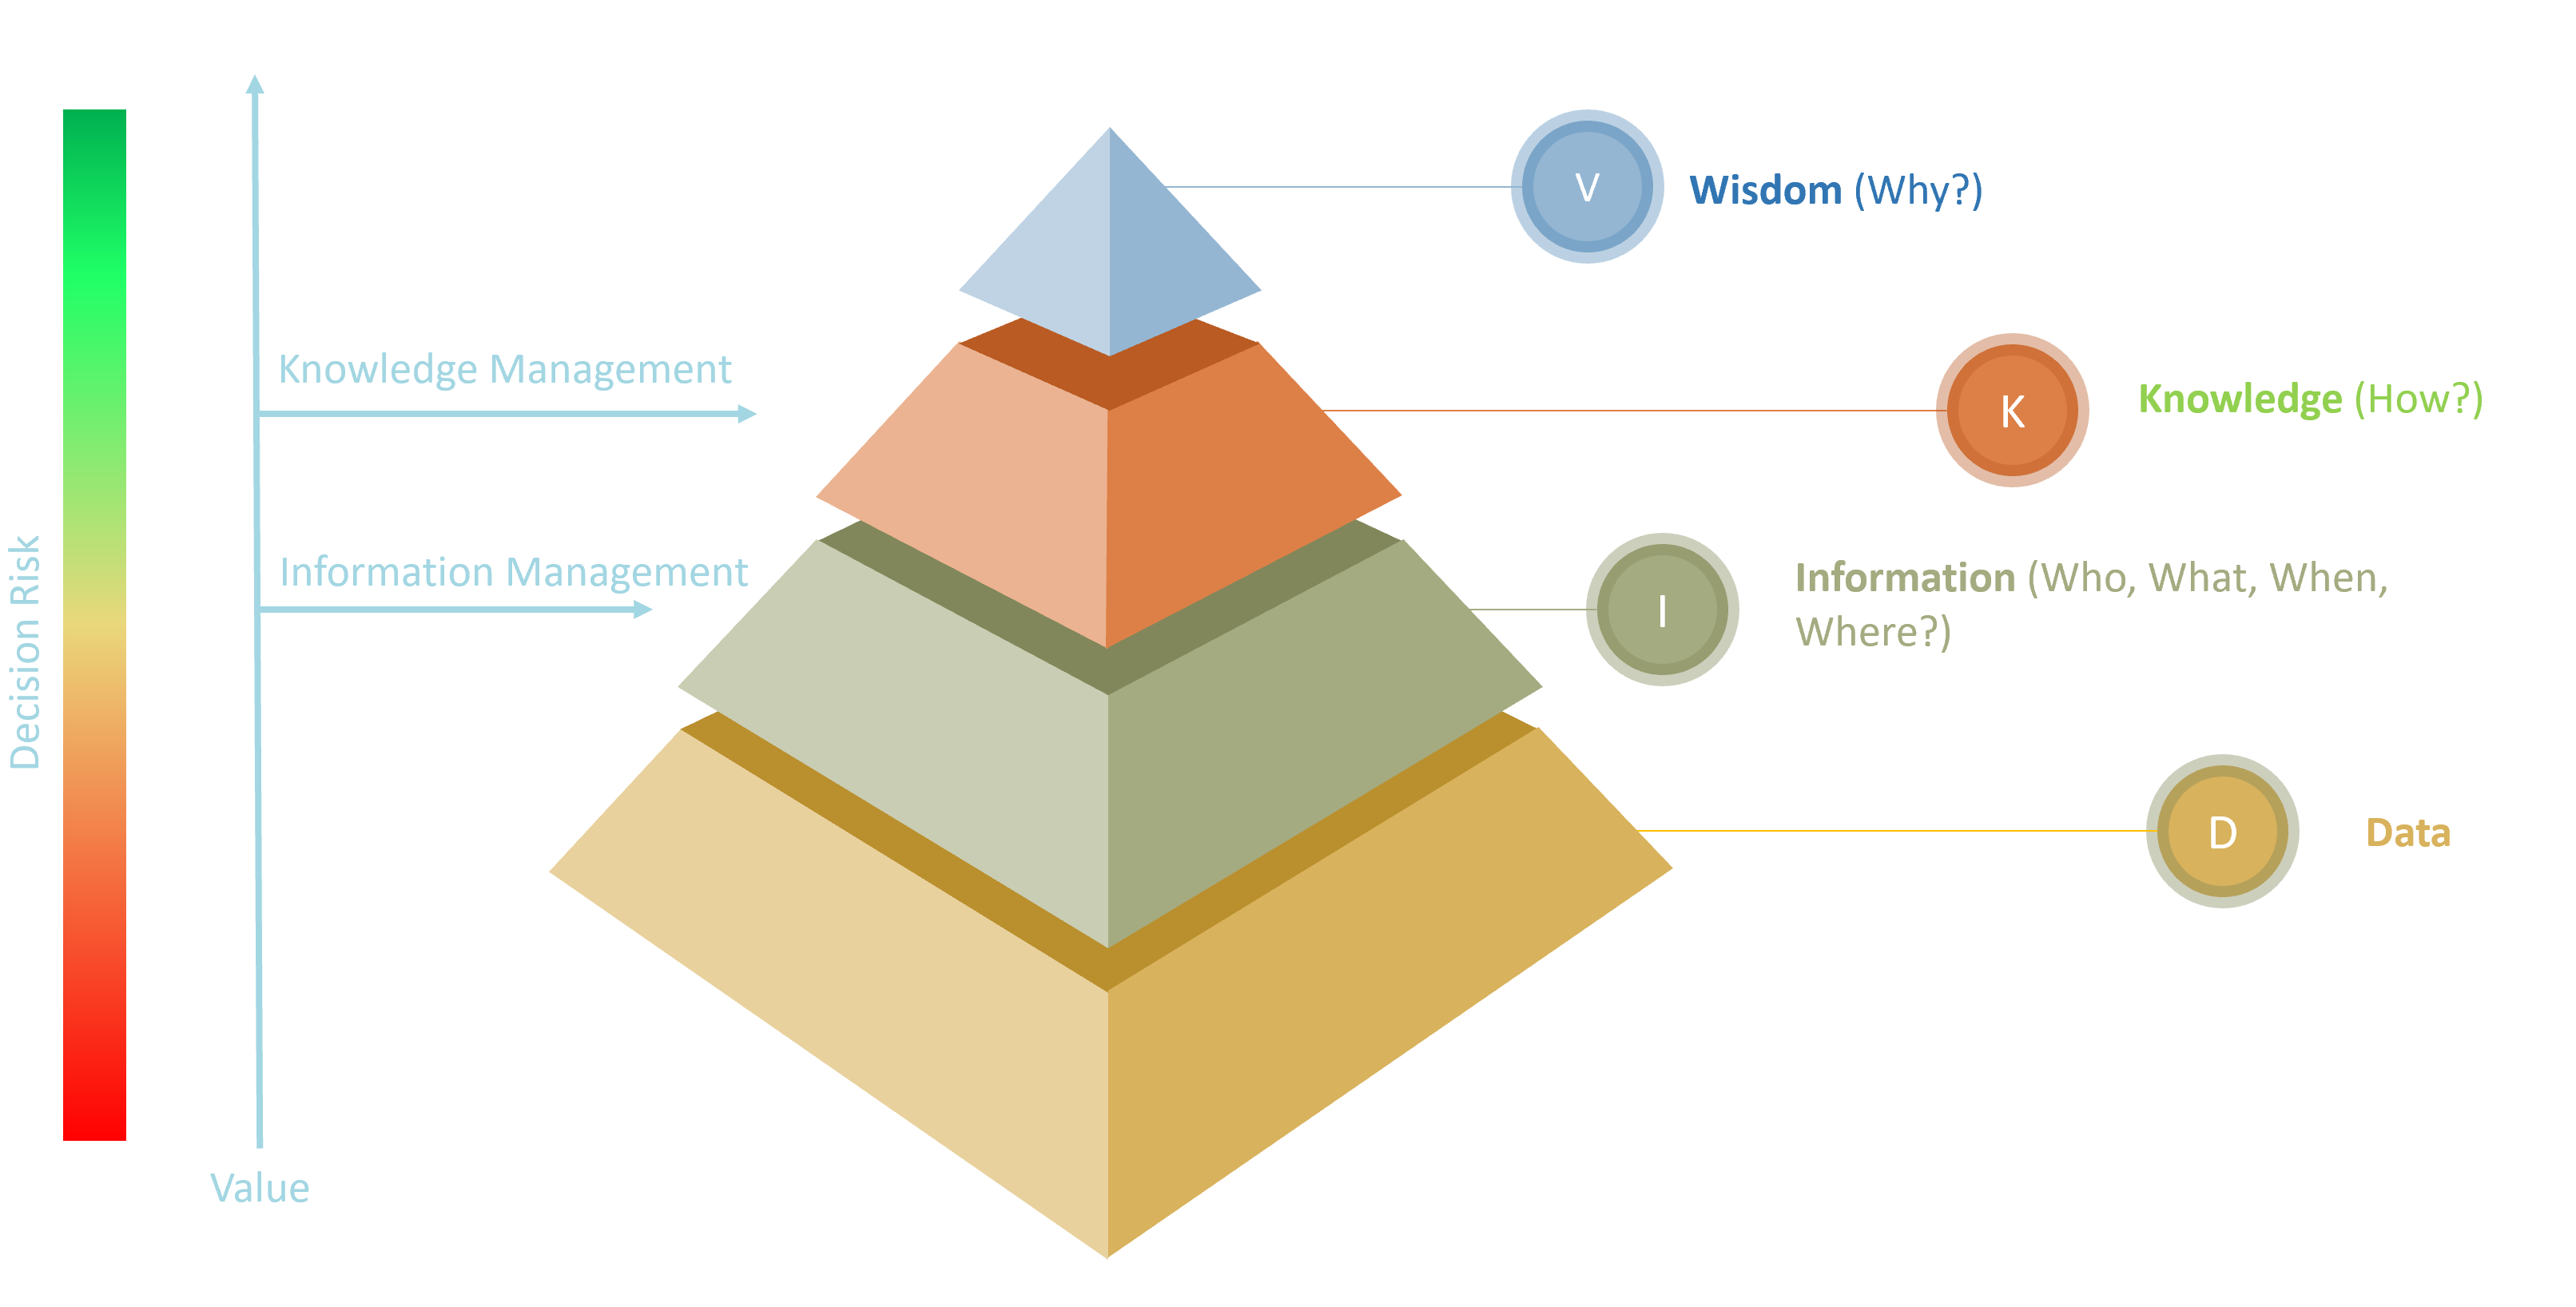 V
Wisdom (Why?)
Knowledge Management
K
Knowledge (How?)
Information Management
I
Information (Who, What, When,
Where?)
Decision Risk
D
Data
Value